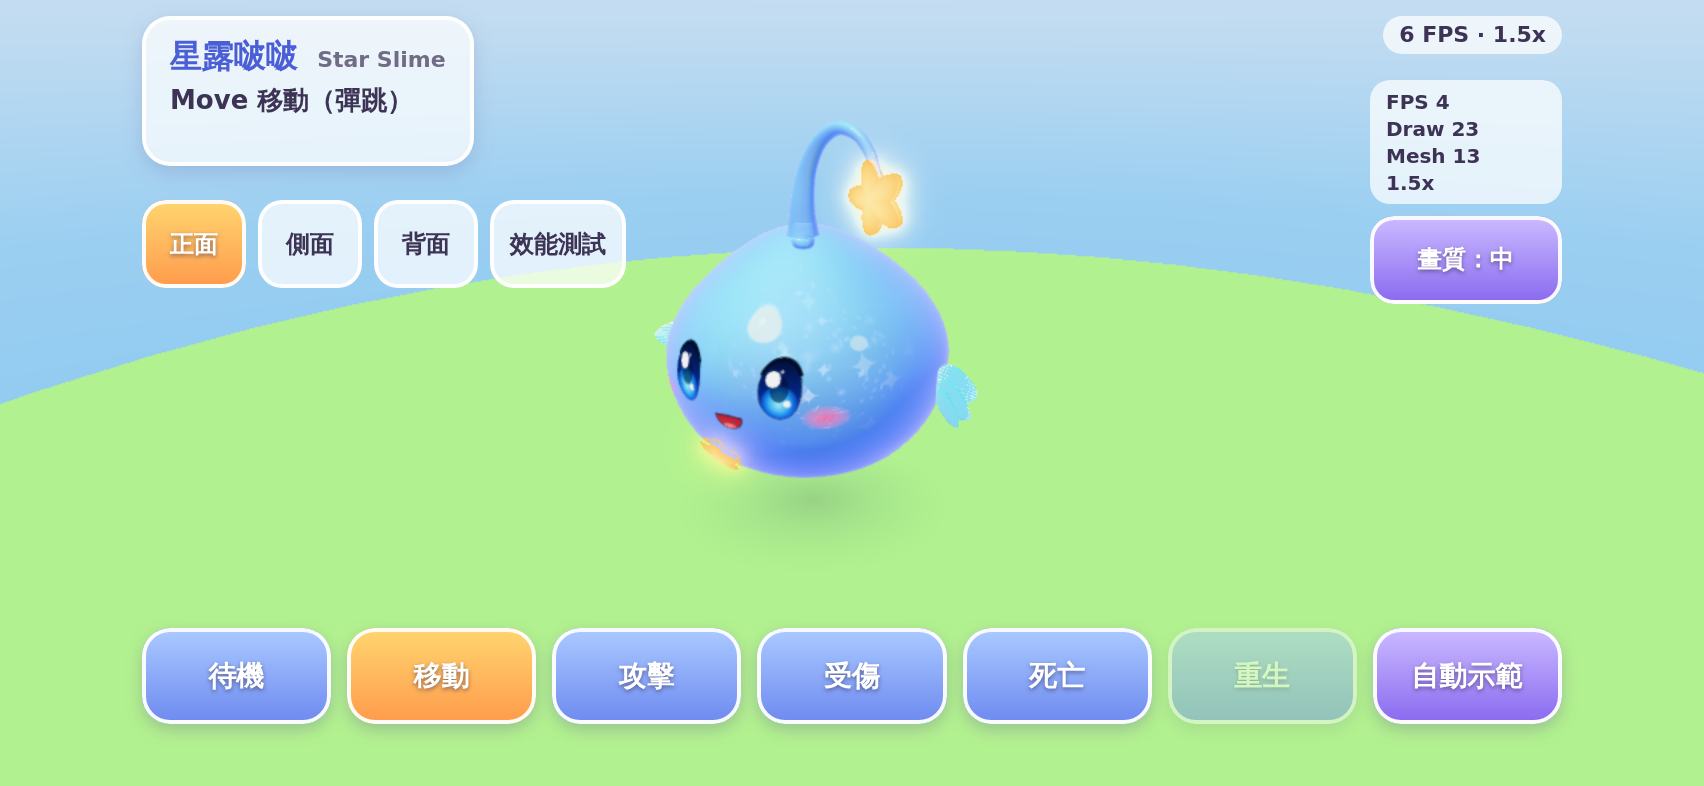 星露啵啵 Star Slime
Move 移動（彈跳）
6 FPS · 1.5x
FPS 4
Draw 23
Mesh 13
1.5x
正面
側面
背面
效能測試
畫質：中
待機
移動
攻擊
受傷
死亡
重生
自動示範